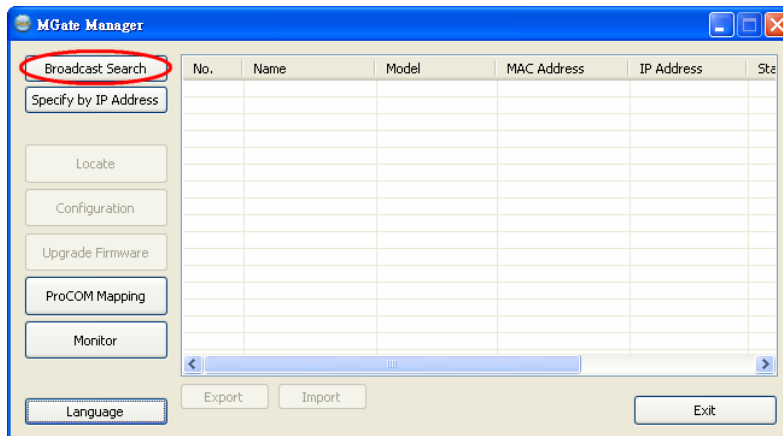 MGate Manager
Broadcast Search
Specify by IP Address
Locate
Configuration
Upgrade Firmware
ProCOM Mapping
Monitor
Language
No. Name Model MAC Address IP Address Sta
Export Import Exit